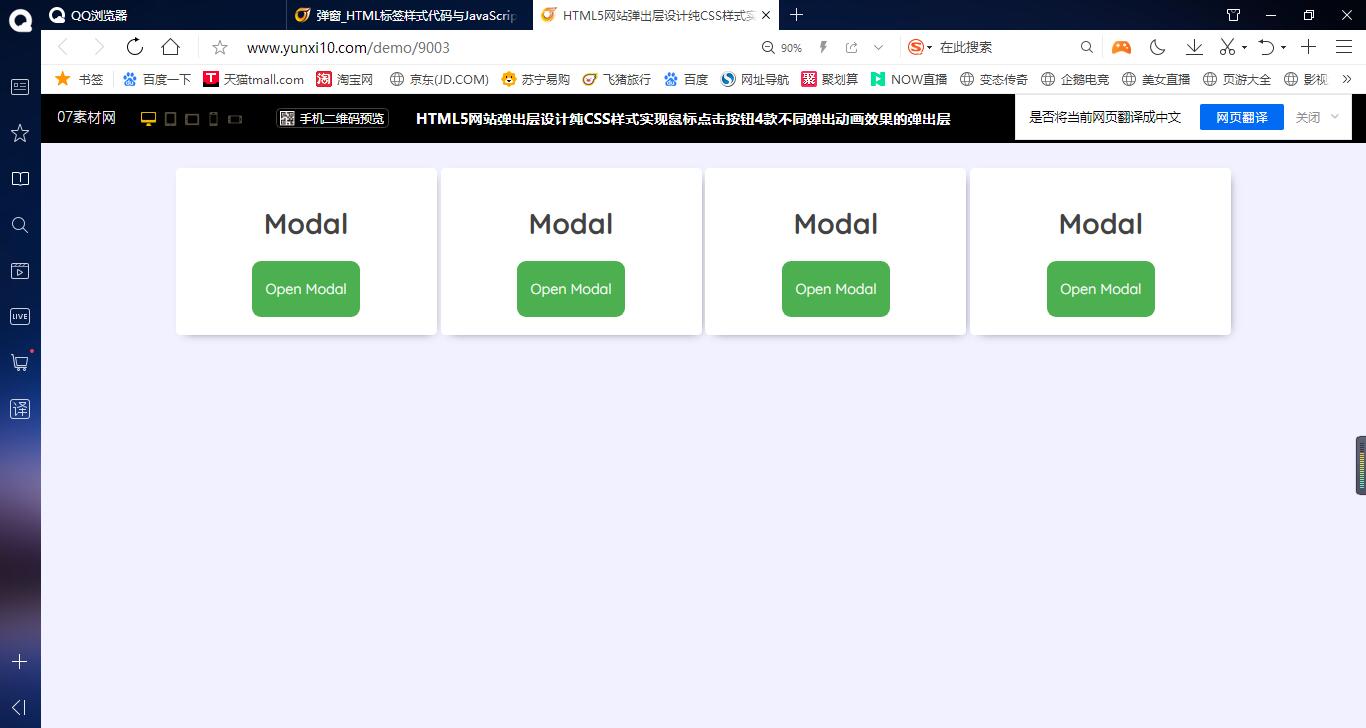 QQ浏览器
弹窗_HTML标签样式代码与JavaScrip
HTML5网站弹出层设计纯CSS样式实
www.yunxi10.com/demo/9003
90%
在此搜索
书签
百度一下
天猫tmall.com
淘宝网
京东(JD.COM)
苏宁易购
飞猪旅行
百度
网址导航
聚划算
NOW直播
变态传奇
企鹅电竞
美女直播
页游大全
影视
07素材网
手机二维码预览
HTML5网站弹出层设计纯CSS样式实现鼠标点击按钮4款不同弹出动画效果的弹出层
是否将当前网页翻译成中文
网页翻译
关闭
LIVE
译
Modal
Open Modal
Modal
Open Modal
Modal
Open Modal
Modal
Open Modal